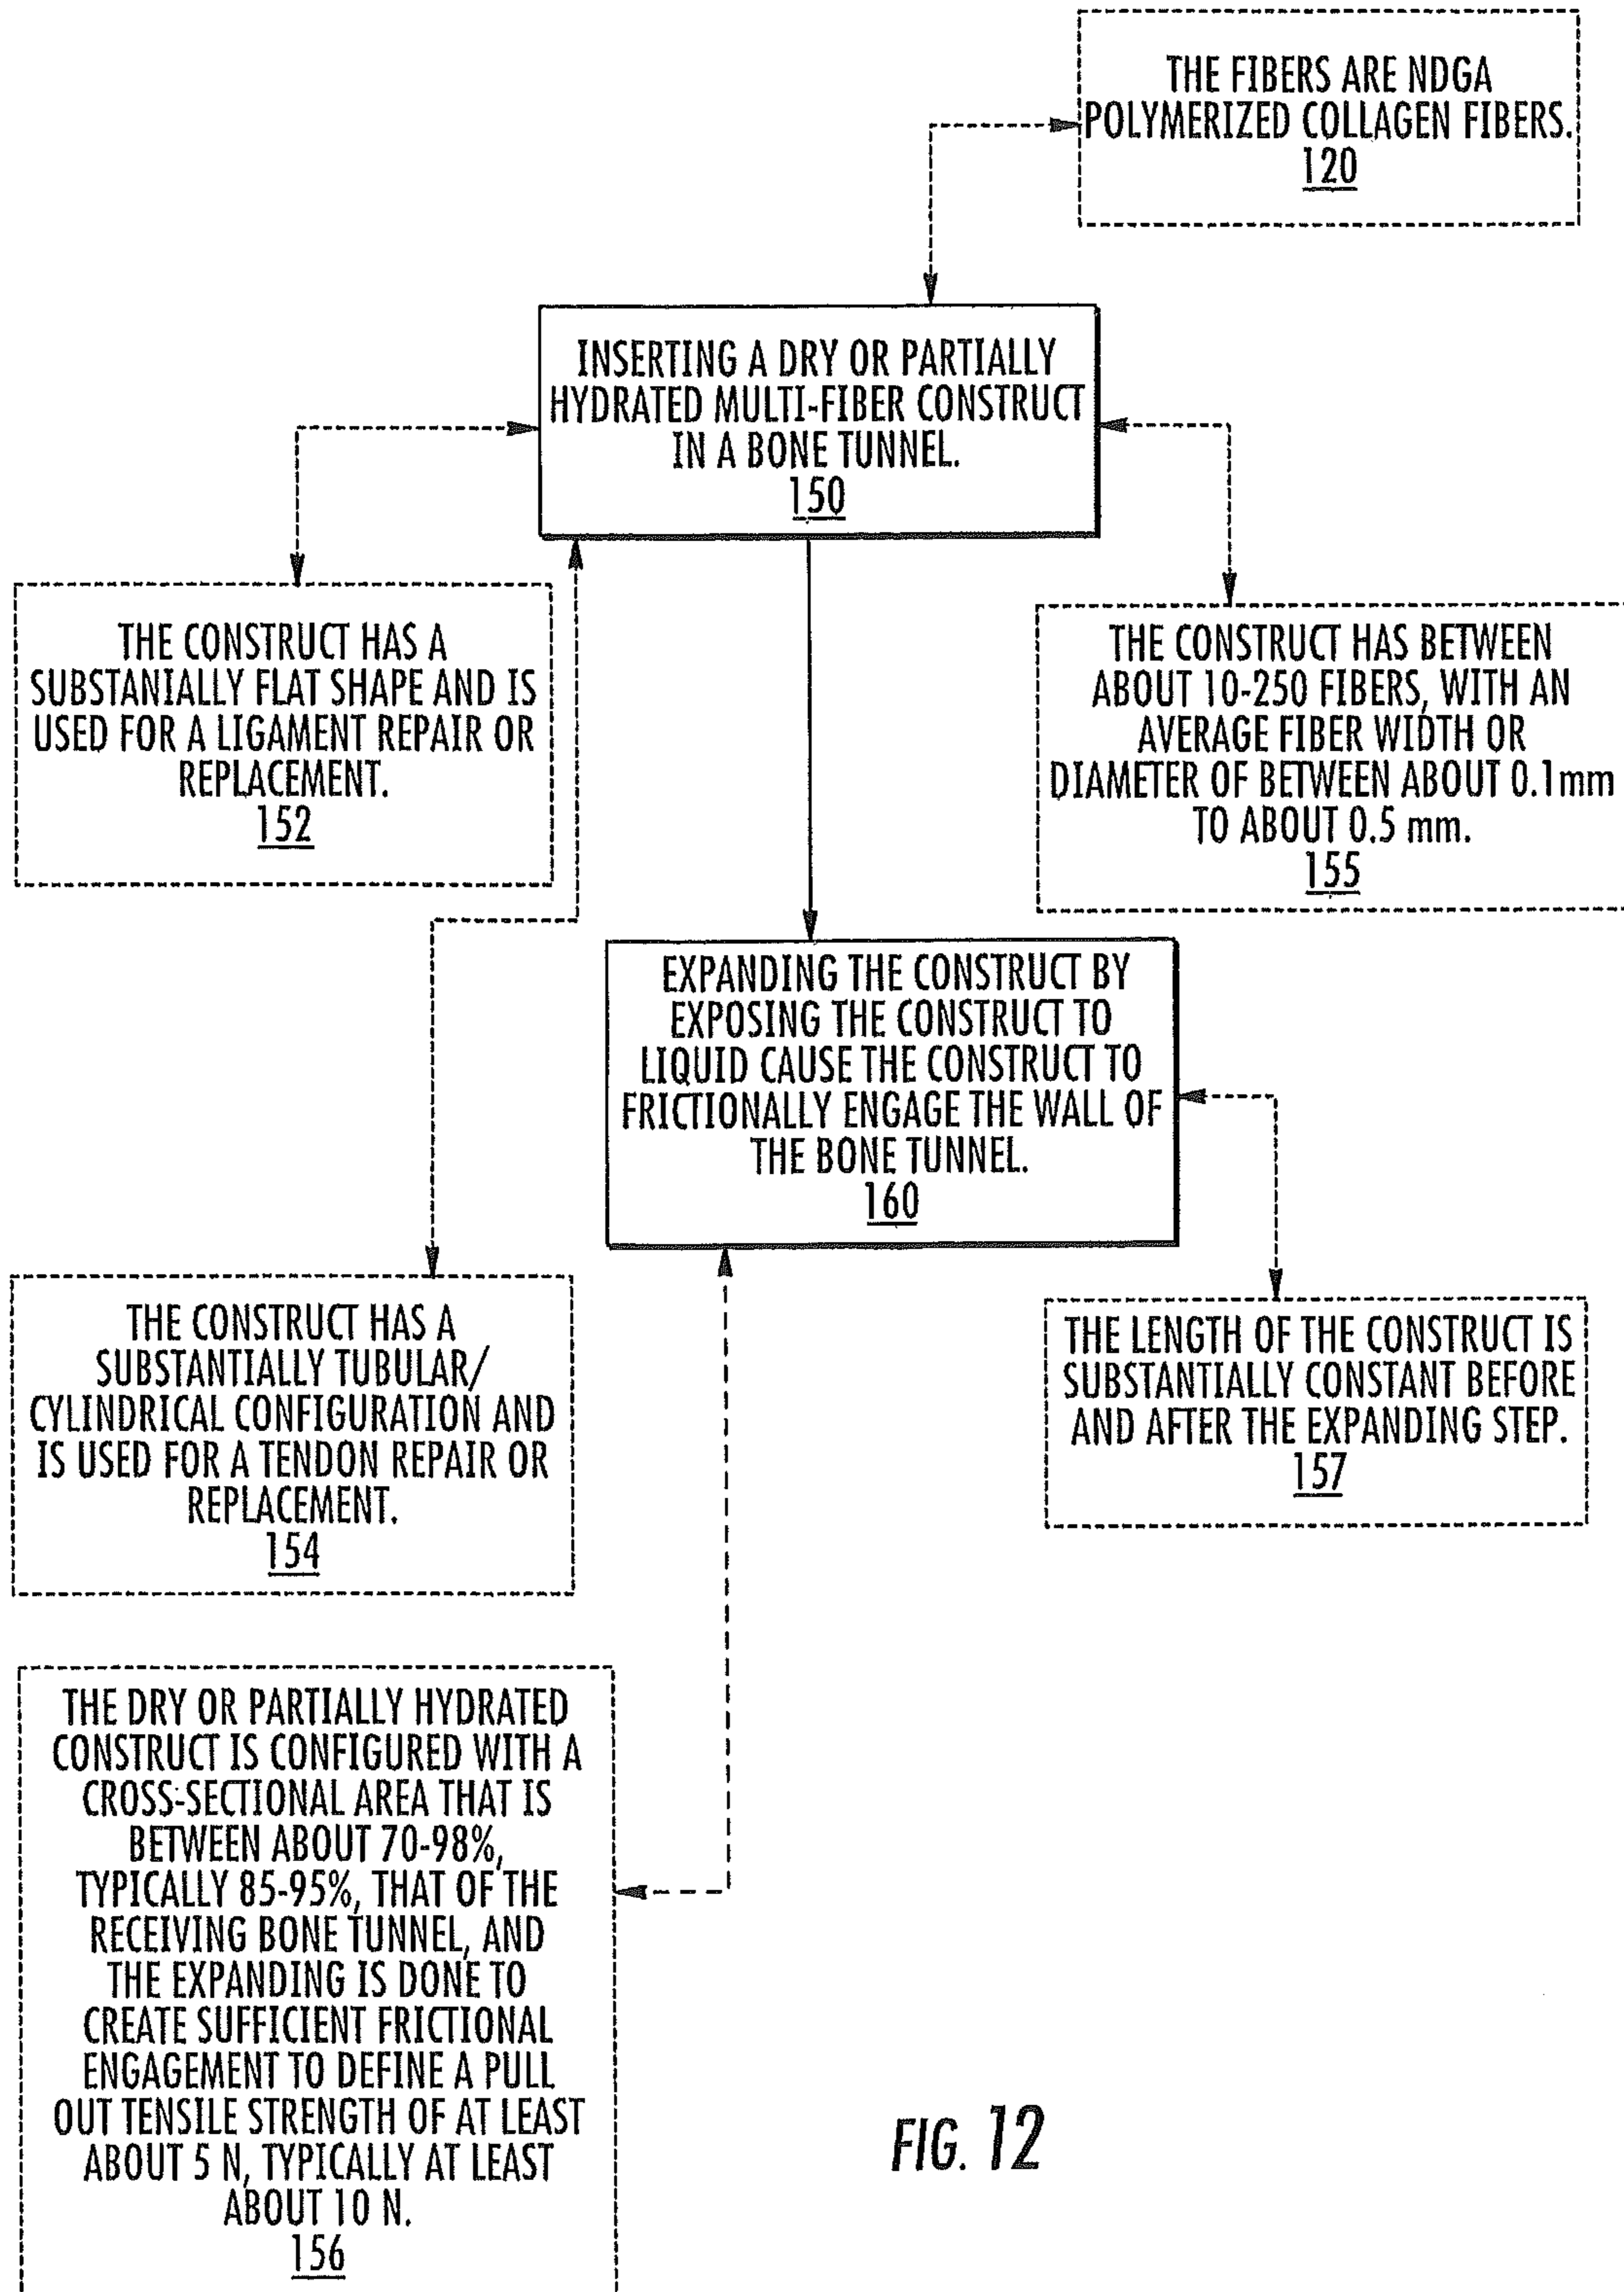 THE FIBERS ARE NDGA
POLYMERIZED COLLAGEN FIBERS.
120
INSERTING A DRY OR PARTIALLY
HYDRATED MULTI-FIBER CONSTRUCT
IN A BONE TUNNEL.
150
THE CONSTRUCT HAS A
SUBSTANIALLY FLAT SHAPE AND IS
USED FOR A LIGAMENT REPAIR OR
REPLACEMENT.
152
THE CONSTRUCT HAS BETWEEN
ABOUT 10-250 FIBERS, WITH AN
AVERAGE FIBER WIDTH OR
DIAMETER OF BETWEEN ABOUT 0.1mm
TO ABOUT 0.5 mm.
155
EXPANDING THE CONSTRUCT BY
EXPOSING THE CONSTRUCT TO
LIQUID CAUSE THE CONSTRUCT TO
FRICTIONALLY ENGAGE THE WALL OF
THE BONE TUNNEL.
160
THE CONSTRUCT HAS A
SUBSTANTIALLY TUBULAR/
CYLINDRICAL CONFIGURATION AND
IS USED FOR A TENDON REPAIR OR
REPLACEMENT.
154
THE LENGTH OF THE CONSTRUCT IS
SUBSTANTIALLY CONSTANT BEFORE
AND AFTER THE EXPANDING STEP.
157
THE DRY OR PARTIALLY HYDRATED
CONSTRUCT IS CONFIGURED WITH A
CROSS-SECTIONAL AREA THAT IS
BETWEEN ABOUT 70-98%,
TYPICALLY 85-95%, THAT OF THE
RECEIVING BONE TUNNEL, AND
THE EXPANDING IS DONE TO
CREATE SUFFICIENT FRICTIONAL
ENGAGEMENT TO DEFINE A PULL
OUT TENSILE STRENGTH OF AT LEAST
ABOUT 5 N, TYPICALLY AT LEAST
ABOUT 10 N.
156
FIG. 12